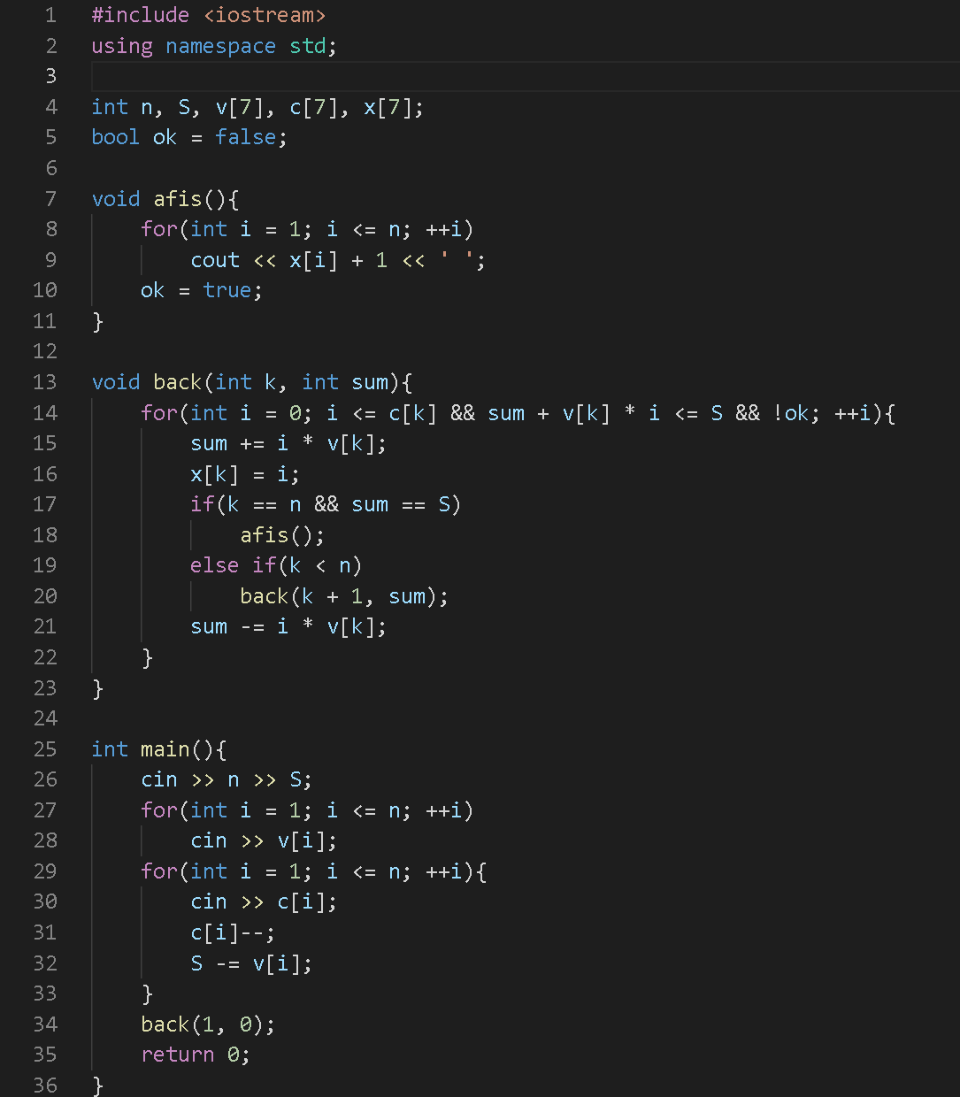 1 #include <iostream>
2 using namespace std;
3
4 int n, S, v[7], c[7], x[7];
5 bool ok = false;
6
7 void afis(){
8     for(int i = 1; i <= n; ++i)
9         cout << x[i] + 1 << ' ';
10     ok = true;
11 }
12
13 void back(int k, int sum){
14     for(int i = 0; i <= c[k] && sum + v[k] * i <= S && !ok; ++i){
15         sum += i * v[k];
16         x[k] = i;
17         if(k == n && sum == S)
18             afis();
19         else if(k < n)
20             back(k + 1, sum);
21         sum -= i * v[k];
22     }
23 }
24
25 int main(){
26     cin >> n >> S;
27     for(int i = 1; i <= n; ++i)
28         cin >> v[i];
29     for(int i = 1; i <= n; ++i){
30         cin >> c[i];
31         c[i]--;
32         S -= v[i];
33     }
34     back(1, 0);
35     return 0;
36 }